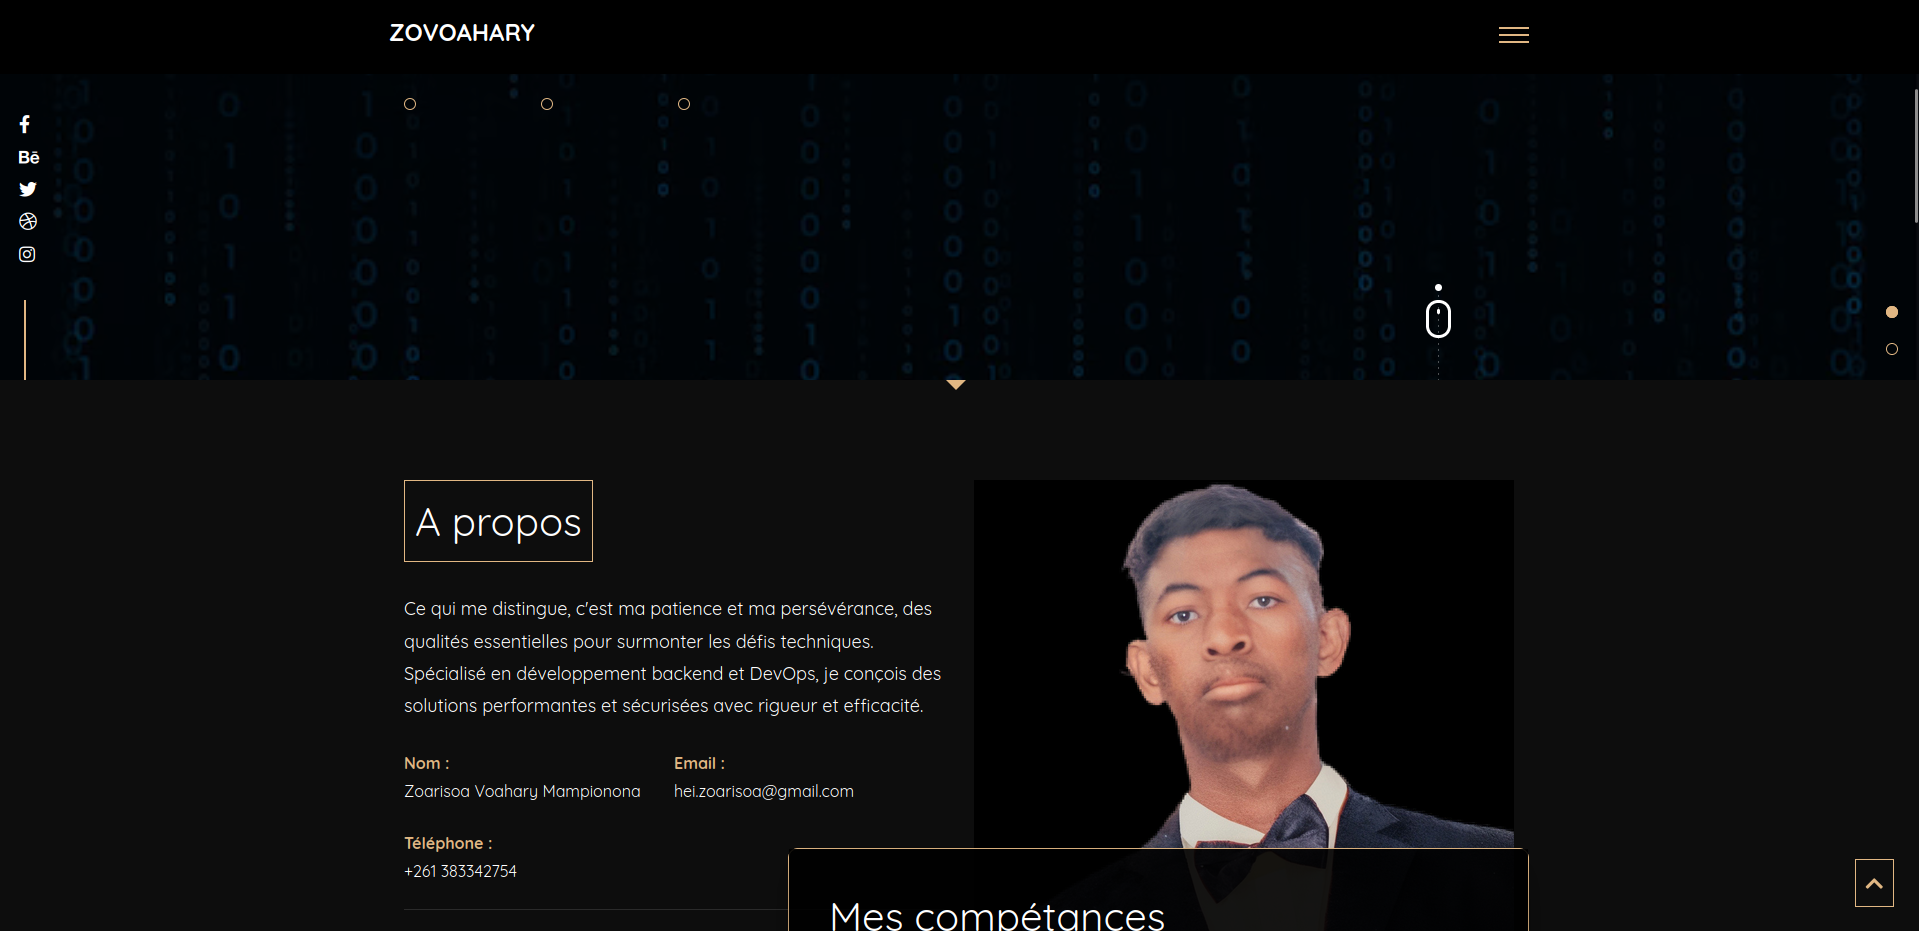 ZOVOAHARY
Bē
A propos
Ce qui me distingue, c'est ma patience et ma persévérance, des
qualités essentielles pour surmonter les défis techniques.
Spécialisé en développement backend et DevOps, je conçois des
solutions performantes et sécurisées avec rigueur et efficacité.
Nom :
Zoarisoa Voahary Mampionona
Email :
hei.zoarisoa@gmail.com
Téléphone :
+261 383342754
Mes compétances